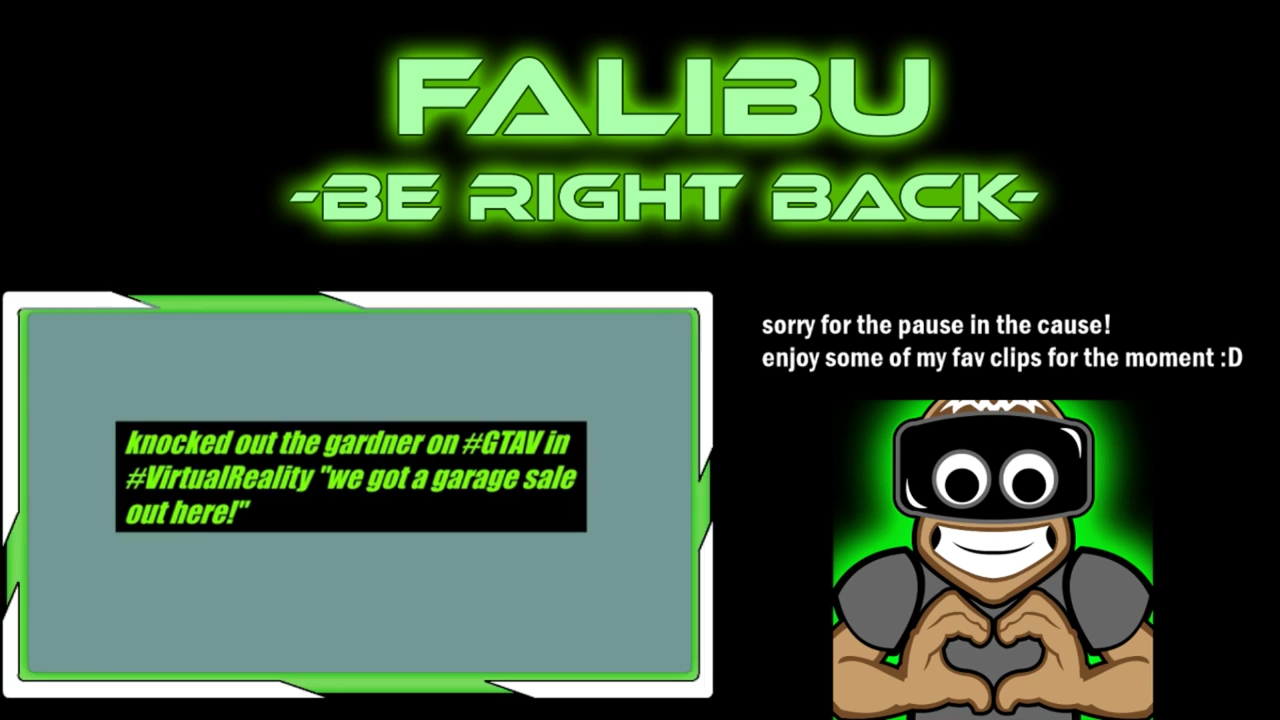 FALIBU
-BE RIGHT BACK-
sorry for the pause in the cause!
enjoy some of my fav clips for the moment :D
knocked out the gardner on #GTAV in
#VirtualReality "we got a garage sale
out here!"